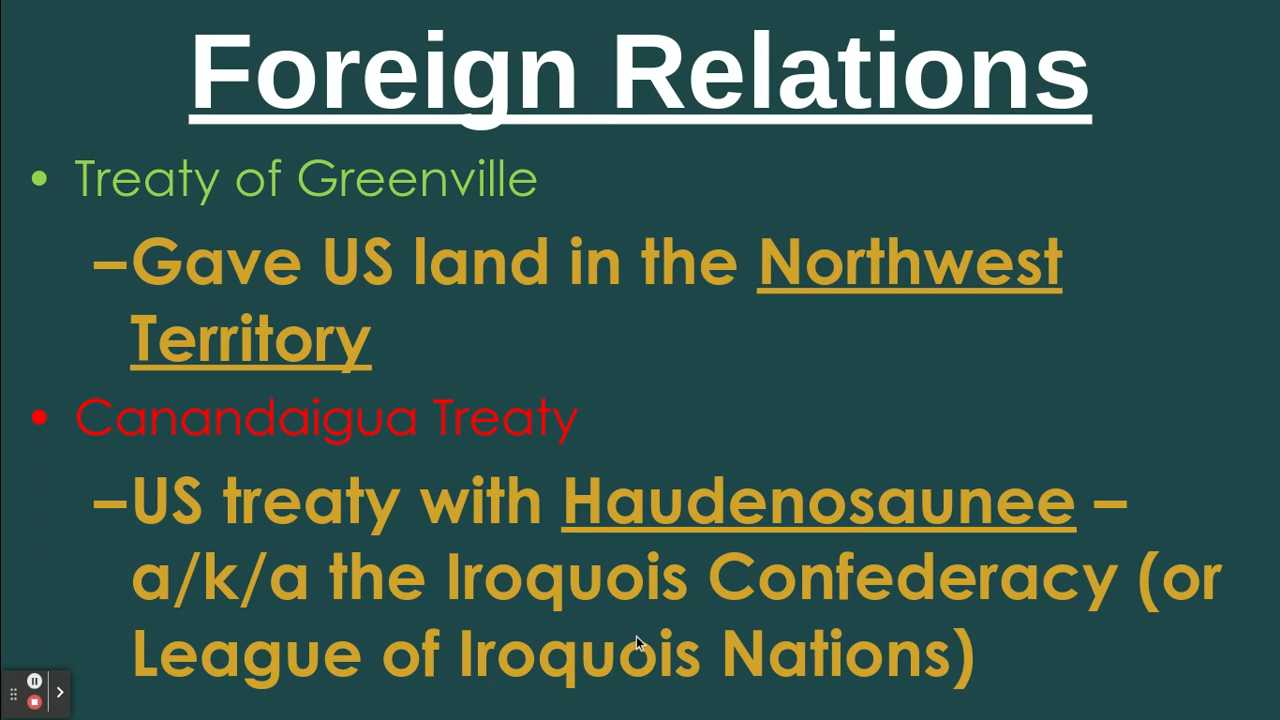 Foreign Relations
• Treaty of Greenville
–Gave US land in the Northwest
Territory
• Canandaigua Treaty
–US treaty with Haudenosaunee –
a/k/a the Iroquois Confederacy (or
League of Iroquois Nations)